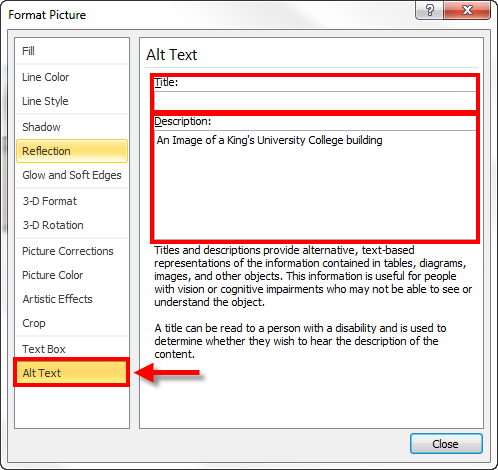 Format Picture
Fill
Line Color
Line Style
Shadow
Reflection
Glow and Soft Edges
3-D Format
3-D Rotation
Picture Corrections
Picture Color
Artistic Effects
Crop
Text Box
Alt Text
Alt Text
Title:
Description:
An Image of a King's University College building
Titles and descriptions provide alternative, text-based
representations of the information contained in tables, diagrams,
images, and other objects. This information is useful for people
with vision or cognitive impairments who may not be able to see or
understand the object.
A title can be read to a person with a disability and is used to
determine whether they wish to hear the description of the
content.
Close